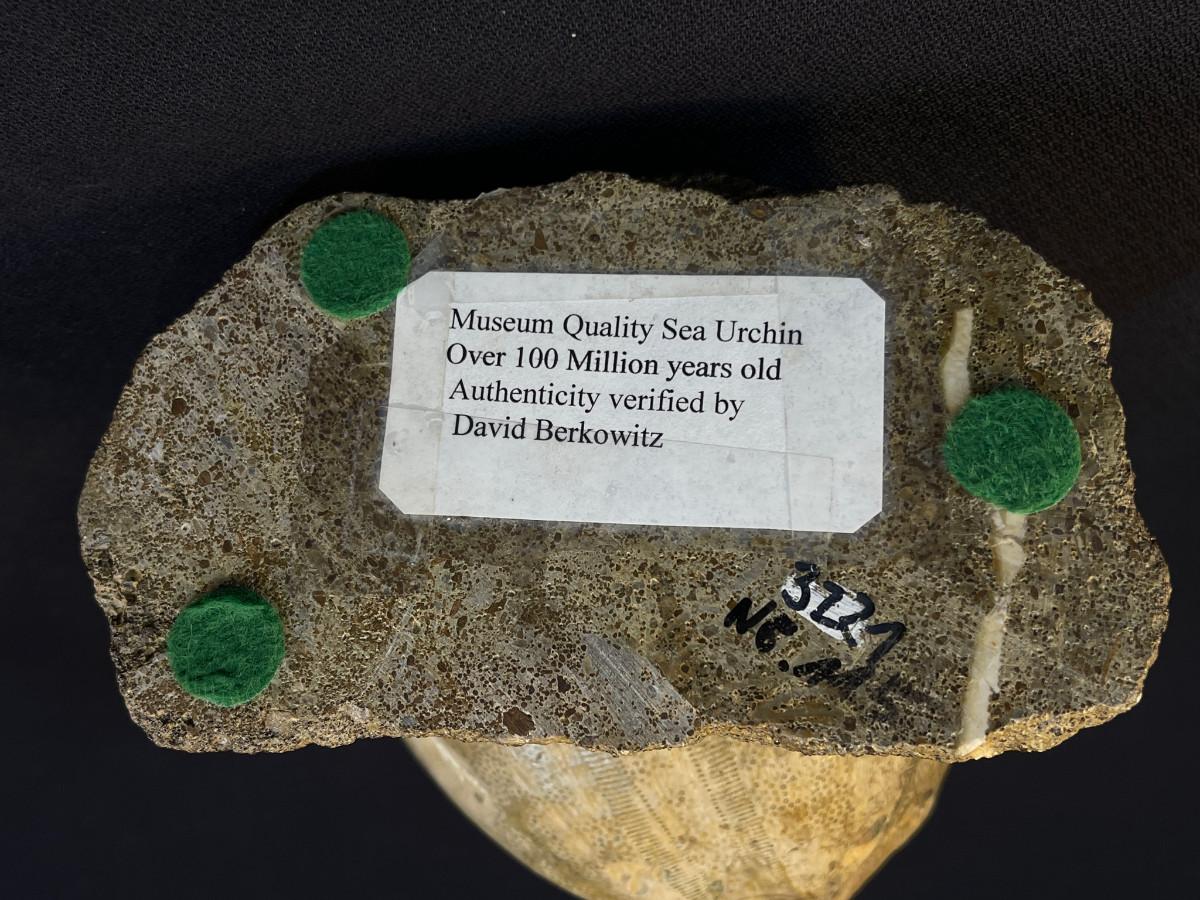 Museum Quality Sea Urchin
Over 100 Million years old
Authenticity verified by
David Berkowitz